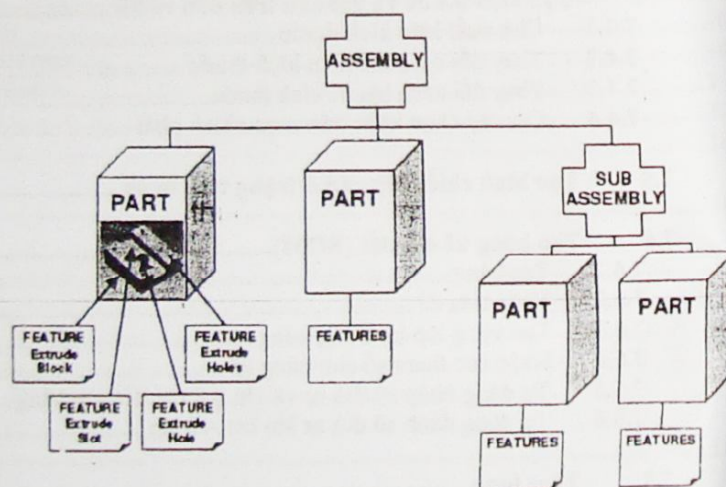 ASSEMBLY
PART
PART
SUB
ASSEMBLY
PART
PART
FEATURE
Extrude
Block
FEATURE
Extrude
Holes
FEATURES
FEATURE
Extrude
Slot
FEATURE
Extrude
Hole
FEATURES
FEATURES